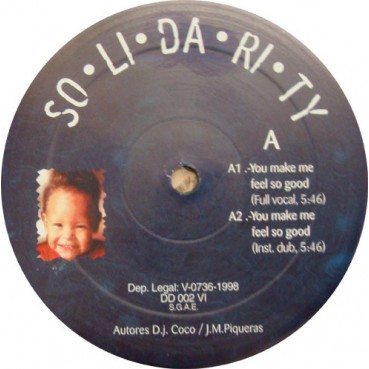 SO•LI•DA•RI•TY
A
A1 .-You make me
feel so good
(Full vocal, 5:46)
A2 .-You make me
feel so good
(Inst. dub, 5:46)
Dep. Legal: V-0736-1998
DD 002 VI
S.G.A.E.
Autores D.j. Coco / J.M.Piqueras